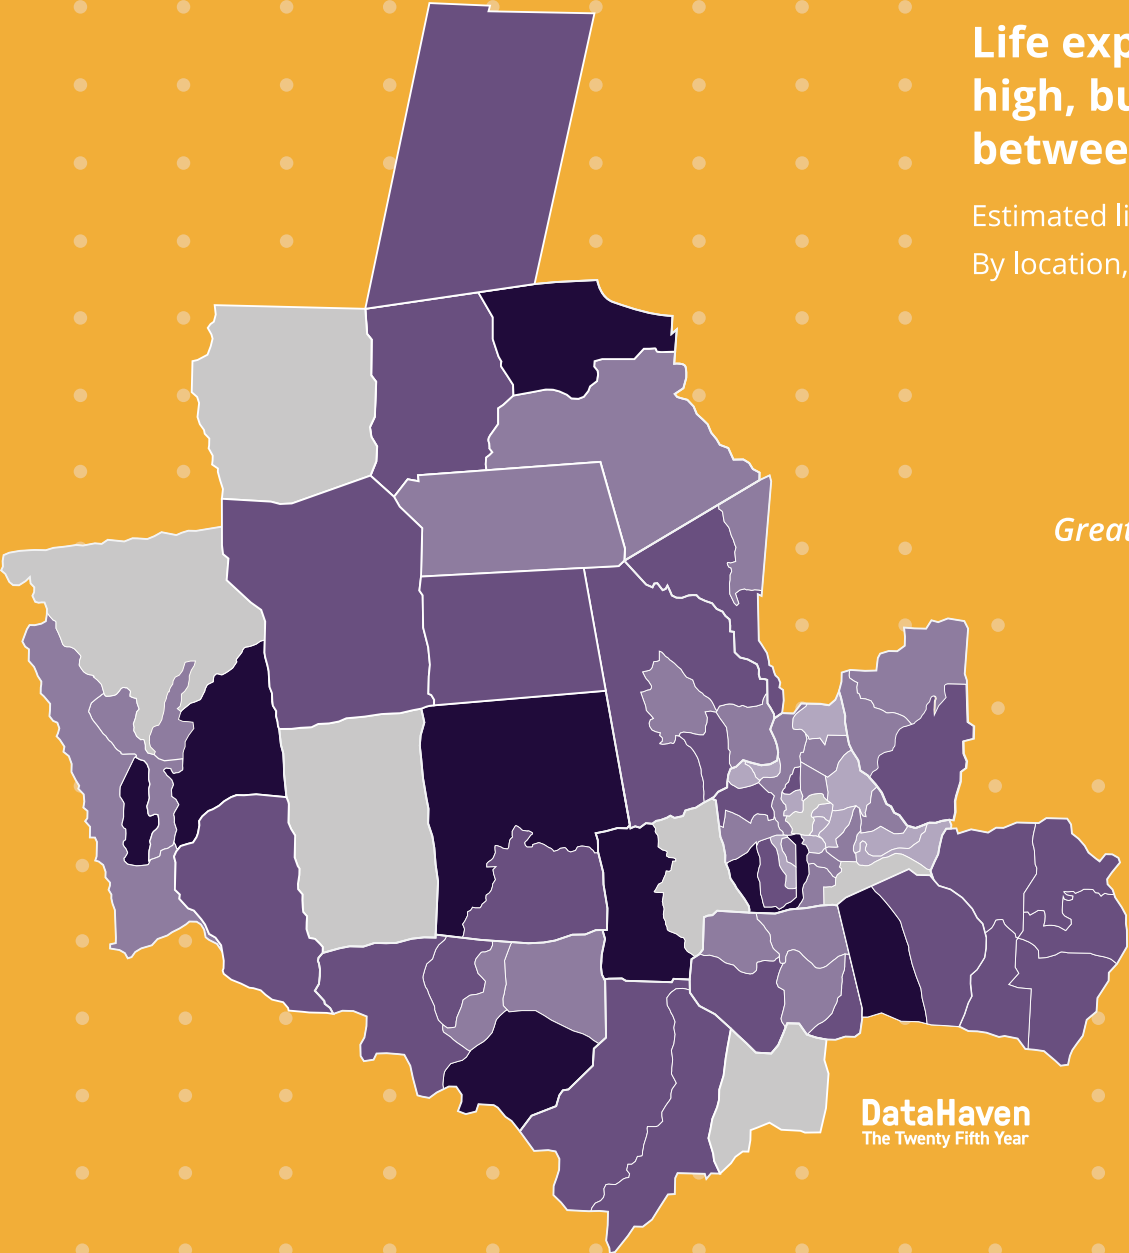 Life exp
high, bu
betwee
Estimated li
By location,
Great
DataHaven
The Twenty Fifth Year